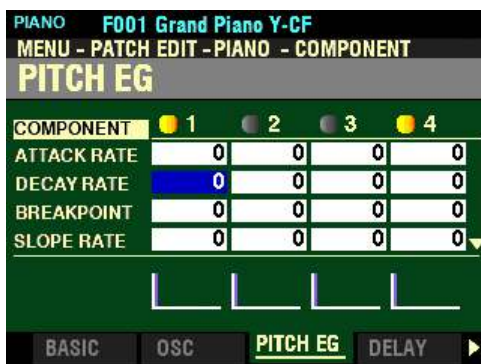 PIANO F001 Grand Piano Y-CF
MENU - PATCH EDIT -PIANO - COMPONENT
PITCH EG
COMPONENT 1 2 3 4
ATTACK RATE 0 0 0 0
DECAY RATE 0 0 0 0
BREAKPOINT 0 0 0 0
SLOPE RATE 0 0 0 0
BASIC OSC PITCH EG DELAY